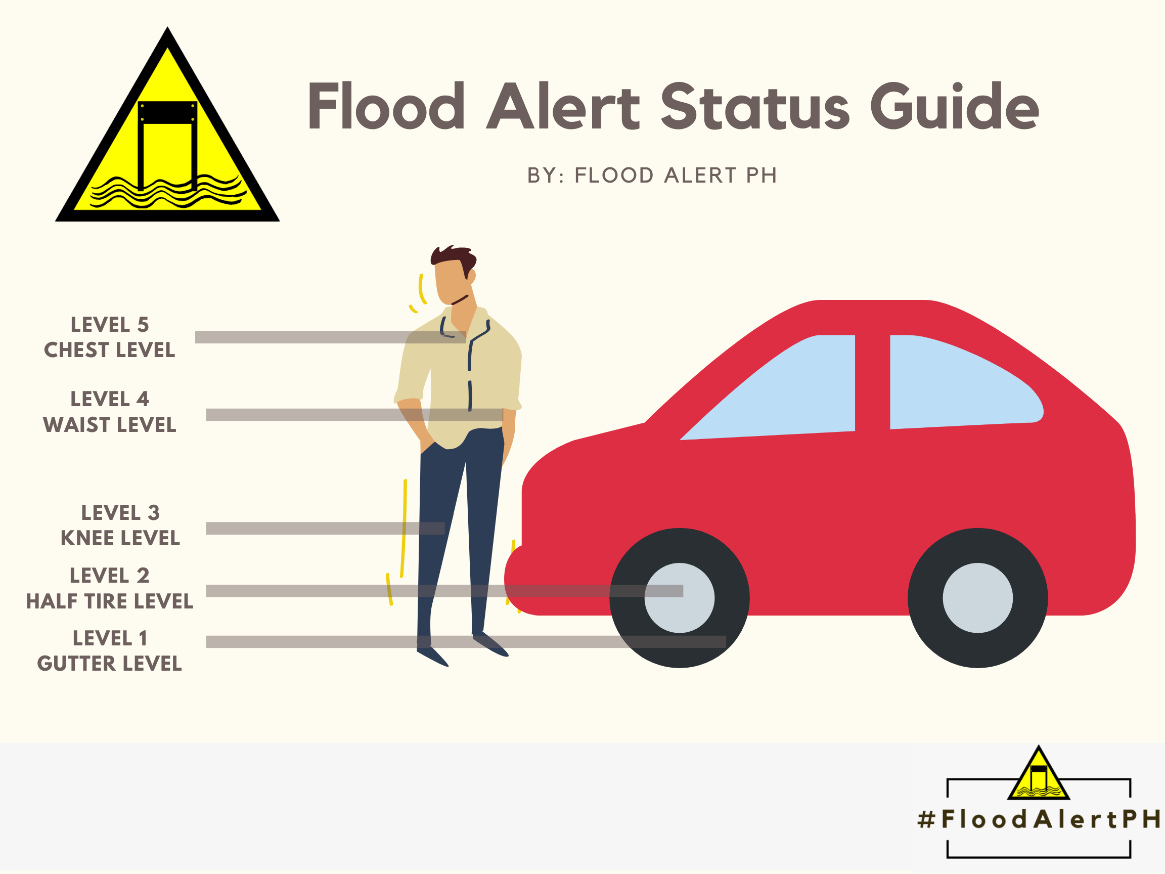 Flood Alert Status Guide
BY: FLOOD ALERT PH
LEVEL 5
CHEST LEVEL
LEVEL 4
WAIST LEVEL
LEVEL 3
KNEE LEVEL
LEVEL 2
HALF TIRE LEVEL
LEVEL 1
GUTTER LEVEL
#FloodAlertPH